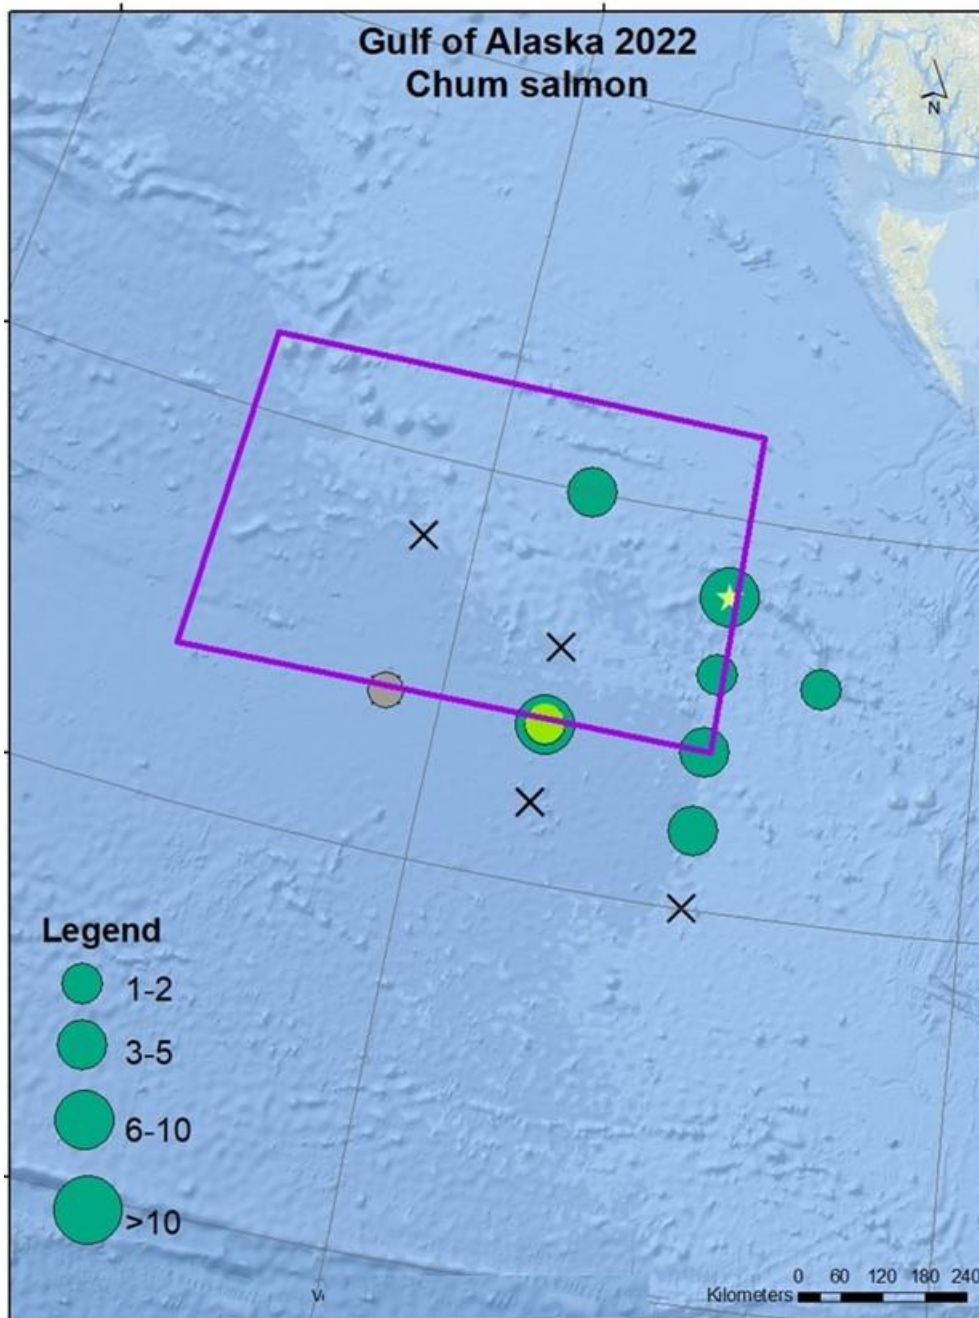 Gulf of Alaska 2022
Chum salmon
N
Legend
1-2
3-5
6-10
>10
0 60 120 180 240
Kilometers